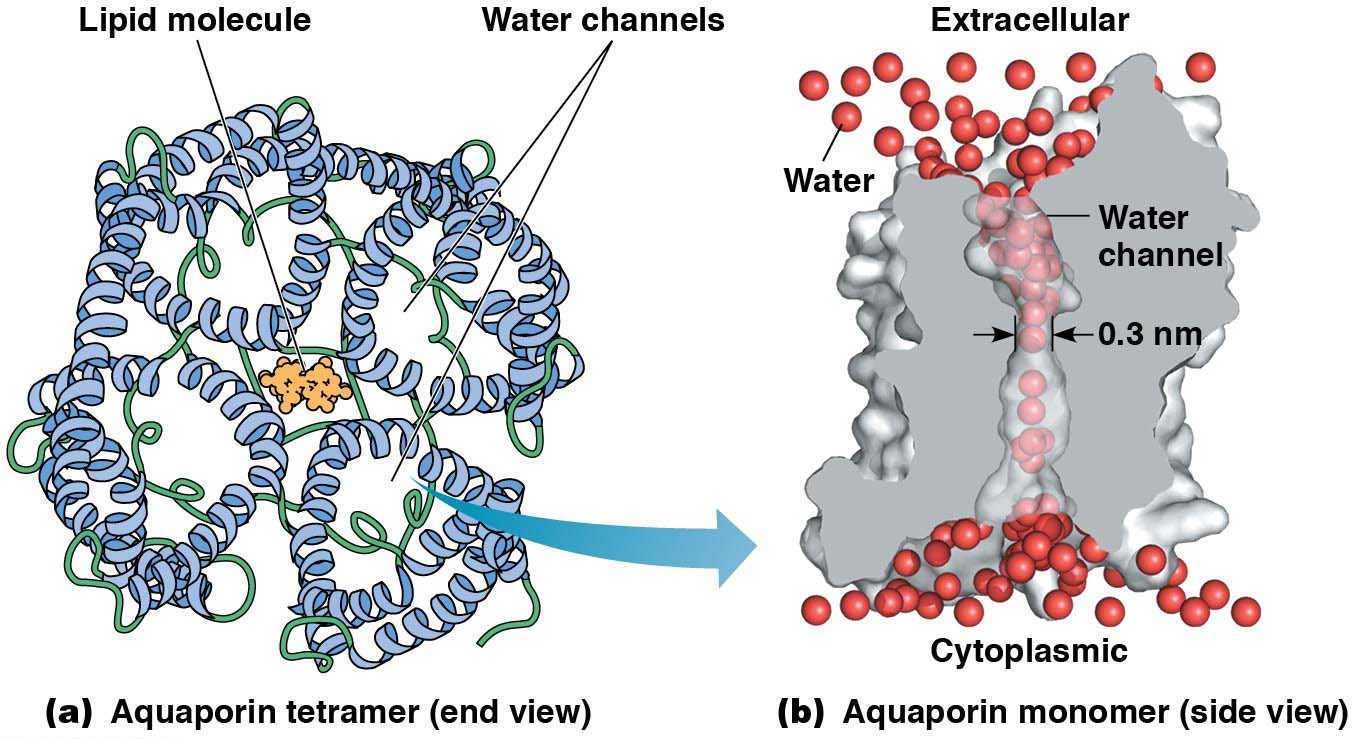 Lipid molecule
Water channels
Extracellular
Water
Water
channel
0.3 nm
Cytoplasmic
(a) Aquaporin tetramer (end view)
(b) Aquaporin monomer (side view)